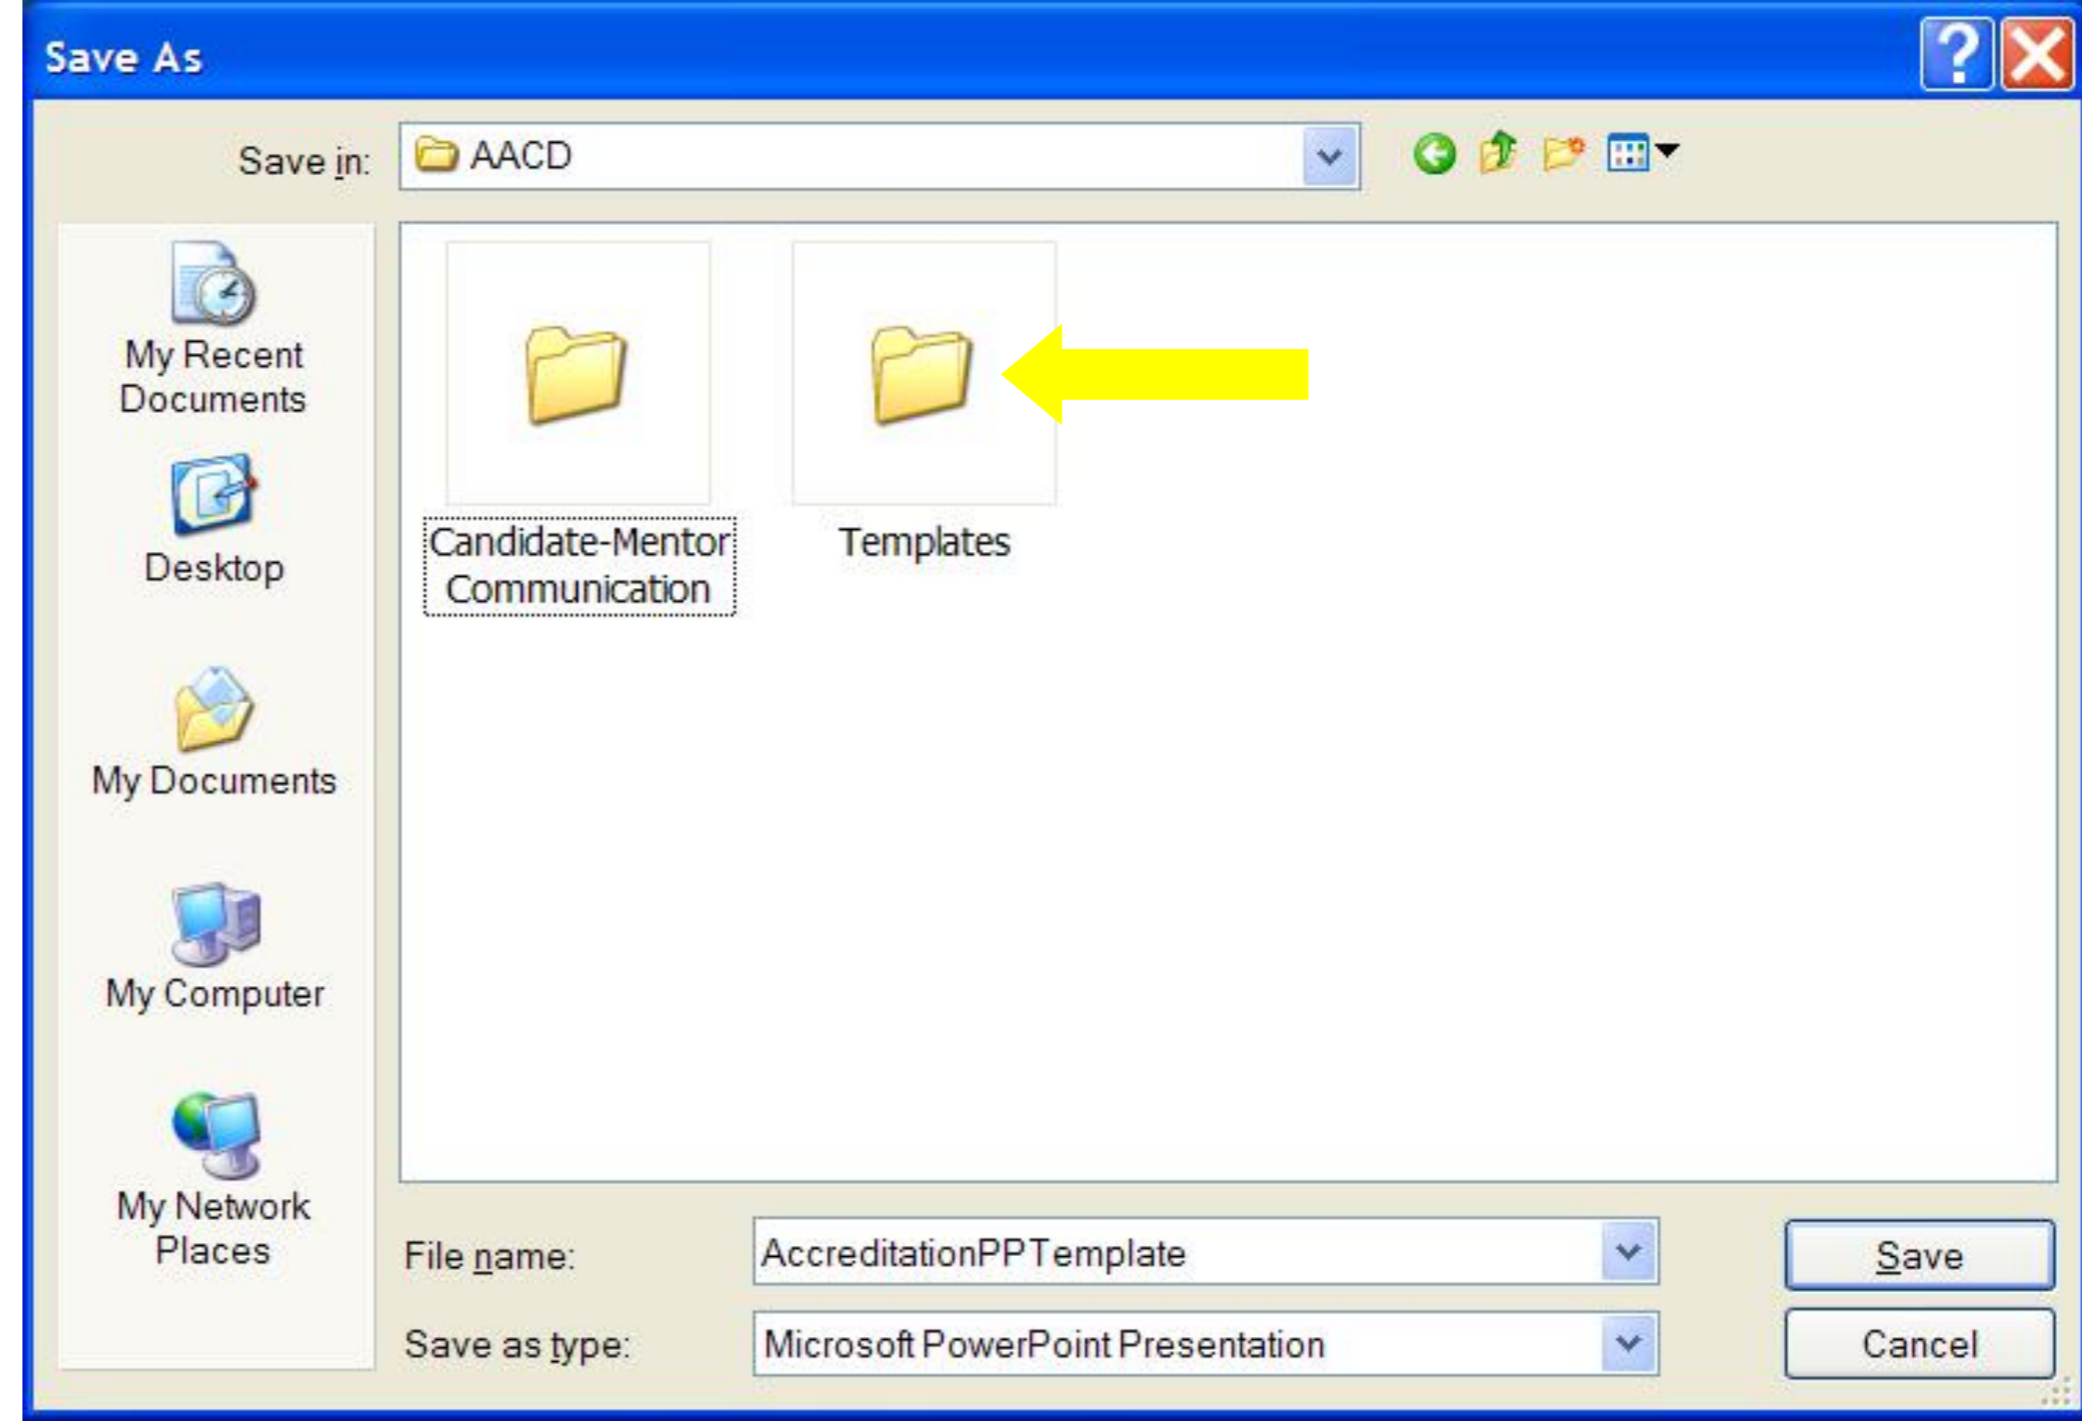 Save As
Save in:
AACD
My Recent
Documents
Desktop
My Documents
My Computer
My Network
Places
Candidate-Mentor
Communication
Templates
File name:
AccreditationPPTemplate
Save
Save as type:
Microsoft PowerPoint Presentation
Cancel